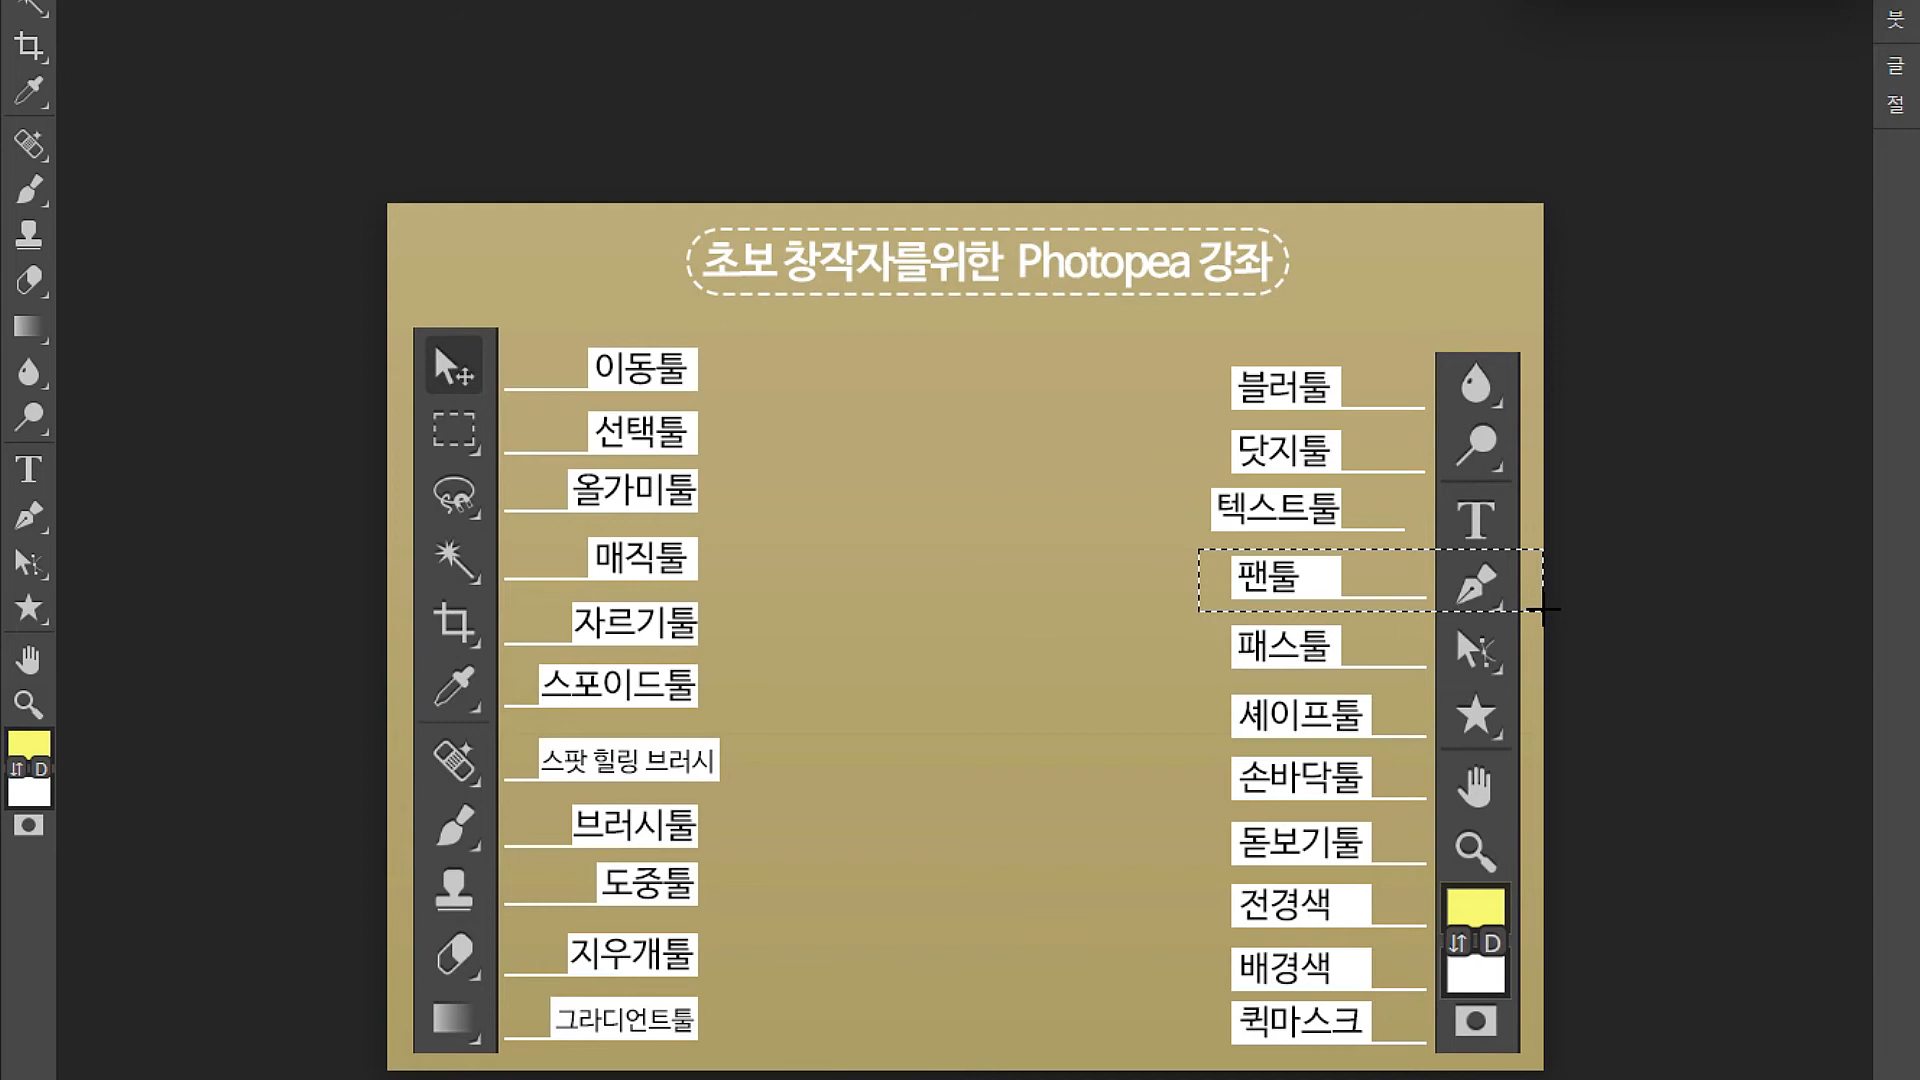 초보 창작자를위한 Photopea 강좌
이동툴
선택툴
올가미툴
매직툴
자르기툴
스포이드툴
스팟 힐링 브러시
브러시툴
도중툴
지우개툴
그라디언트툴
블러툴
닷지툴
텍스트툴
팬툴
패스툴
셰이프툴
손바닥툴
돋보기툴
전경색
배경색
퀵마스크
D
D
붓
글
절